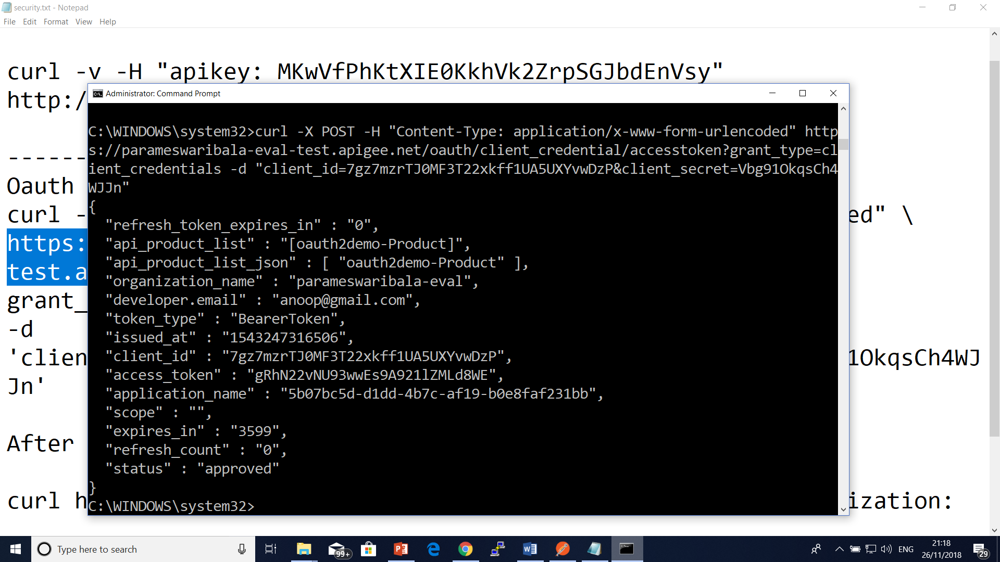 security.txt - Notepad
File Edit Format View Help
curl -v -H "apikey: MKwVfPhKtXIE0KkhVk2ZrpSGJbdEnVsy"
http:/
Administrator: Command Prompt
C:\WINDOWS\system32>curl -X POST -H "Content-Type: application/x-www-form-urlencoded" http
s://parameswaribala-eval-test.apigee.net/oauth/client_credential/accesstoken?grant_type=cl
ient_credentials -d "client_id=7gz7mzrTJ0MF3T22xkff1UA5UXYvwDzP&client_secret=Vbg91OkqsCh4
WJJn"
{
"refresh_token_expires_in" : "0",
"api_product_list" : "[oauth2demo-Product]",
"api_product_list_json" : [ "oauth2demo-Product" ],
"organization_name" : "parameswaribala-eval",
"developer.email" : "anoop@gmail.com",
"token_type" : "BearerToken",
"issued_at" : "1543247316506",
"client_id" : "7gz7mzrTJ0MF3T22xkff1UA5UXYvwDzP",
"access_token" : "gRhN22vNU93wwEs9A921lZMLd8WE",
"application_name" : "5b07bc5d-d1dd-4b7c-af19-b0e8faf231bb",
"scope" : "",
"expires_in" : "3599",
"refresh_count" : "0",
"status" : "approved"
}
C:\WINDOWS\system32>
------
Oauth
curl - ed" \
https:
test.a
grant_
-d
'clien 1OkqsCh4WJ
Jn'
After
curl h ization:
Type here to search
99+
ENG
21:18
26/11/2018
29